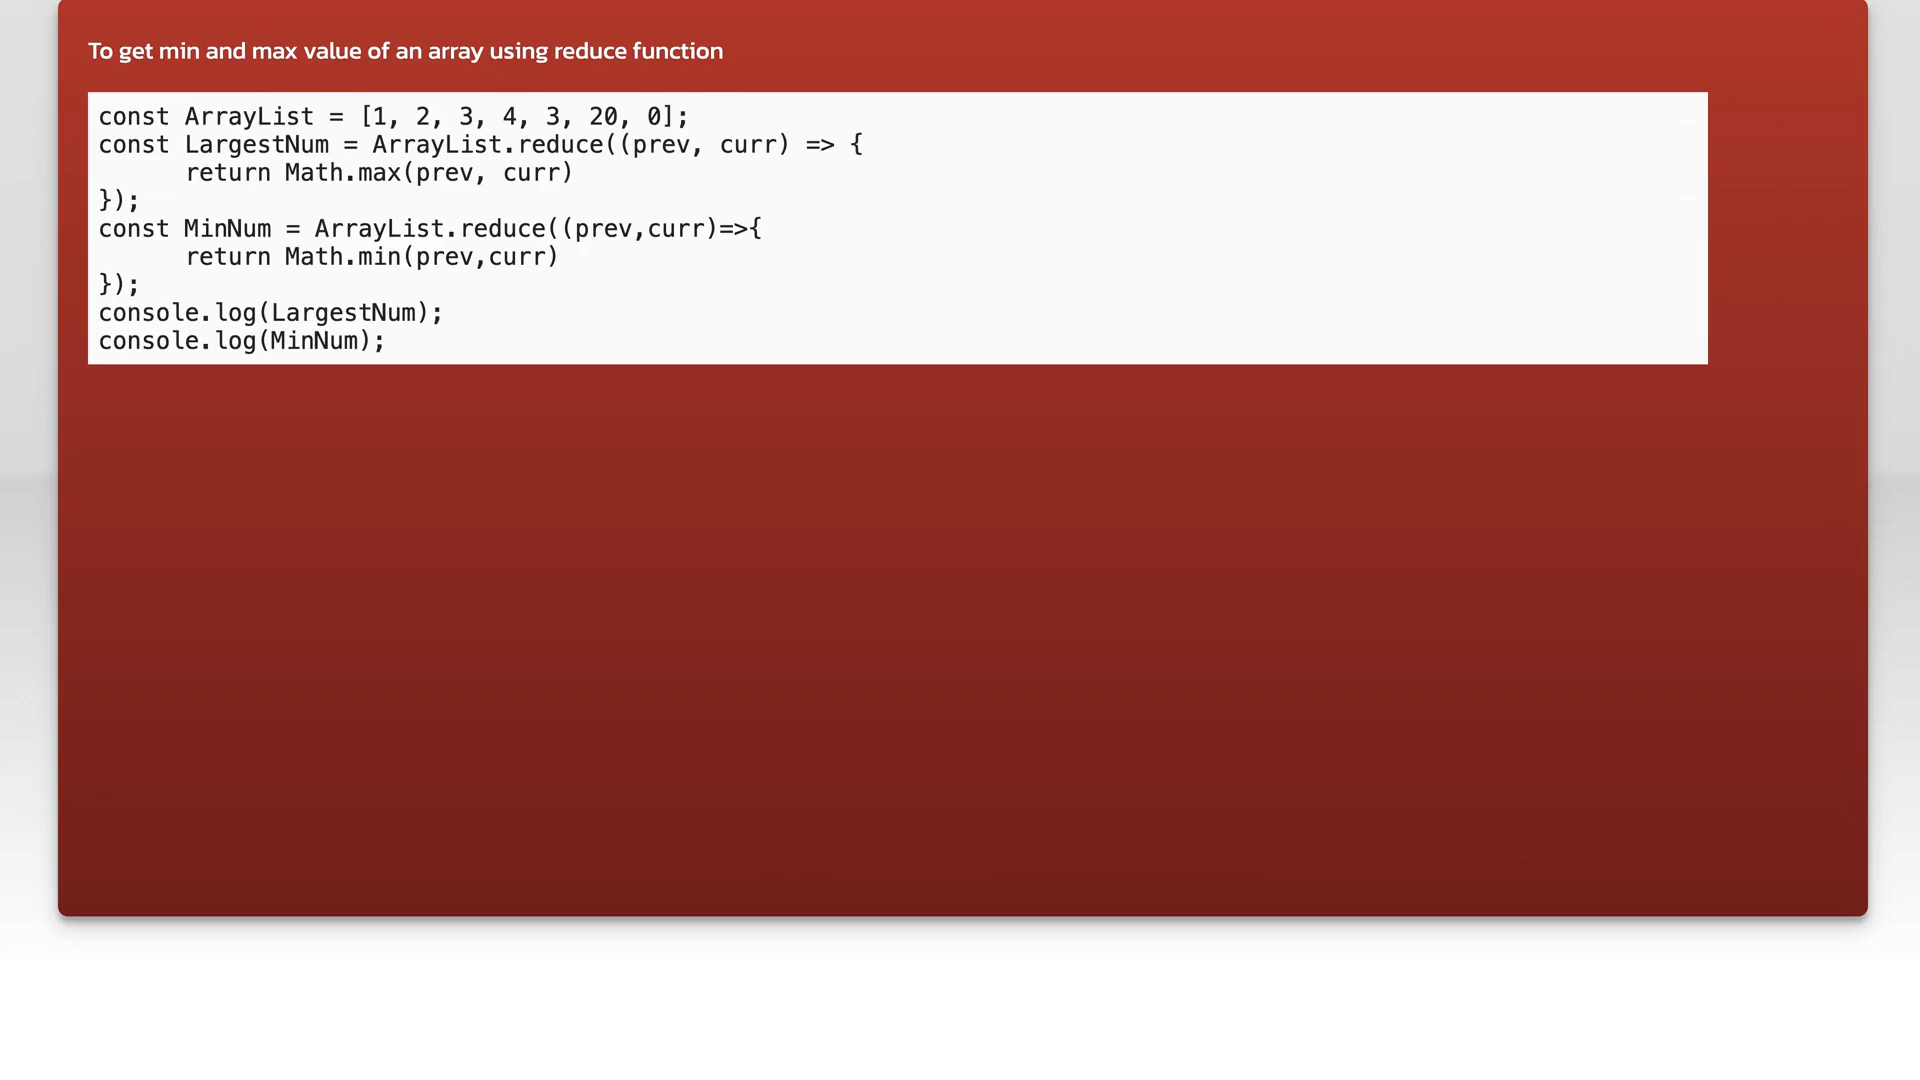 To get min and max value of an array using reduce function
const ArrayList = [1, 2, 3, 4, 3, 20, 0];
const LargestNum = ArrayList.reduce((prev, curr) => {
      return Math.max(prev, curr)
});
const MinNum = ArrayList.reduce((prev,curr)=>{
      return Math.min(prev,curr)
});
console.log(LargestNum);
console.log(MinNum);